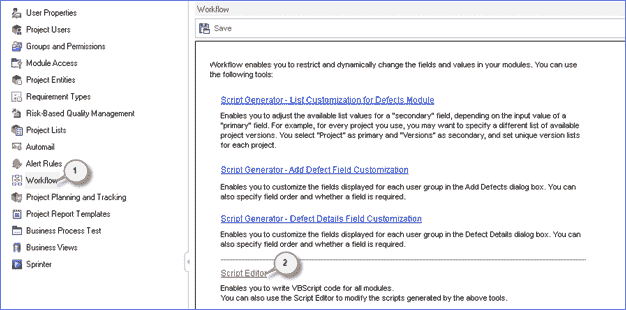 User Properties
Project Users
Groups and Permissions
Module Access
Project Entities
Requirement Types
Risk-Based Quality Management
Project Lists
Automail
Alert Rules
Workflow
1
Project Planning and Tracking
Project Report Templates
Business Process Test
Business Views
Sprinter
Workflow
Save
Workflow enables you to restrict and dynamically change the fields and values in your modules. You can use
the following tools:
Script Generator - List Customization for Defects Module
Enables you to adjust the available list values for a "secondary" field, depending on the input value of a
"primary" field. For example, for every project you use, you may want to specify a different list of available
project versions. You select "Project" as primary and "Versions" as secondary, and set unique version lists
for each project.
Script Generator - Add Defect Field Customization
Enables you to customize the fields displayed for each user group in the Add Defects dialog box. You can
also specify field order and whether a field is required.
Script Generator - Defect Details Field Customization
Enables you to customize the fields displayed for each user group in the Defect Details dialog box. You can
also specify field order and whether a field is required.
Script Editor
2
Enables you to write VBScript code for all modules.
You can also use the Script Editor to modify the scripts generated by the above tools.